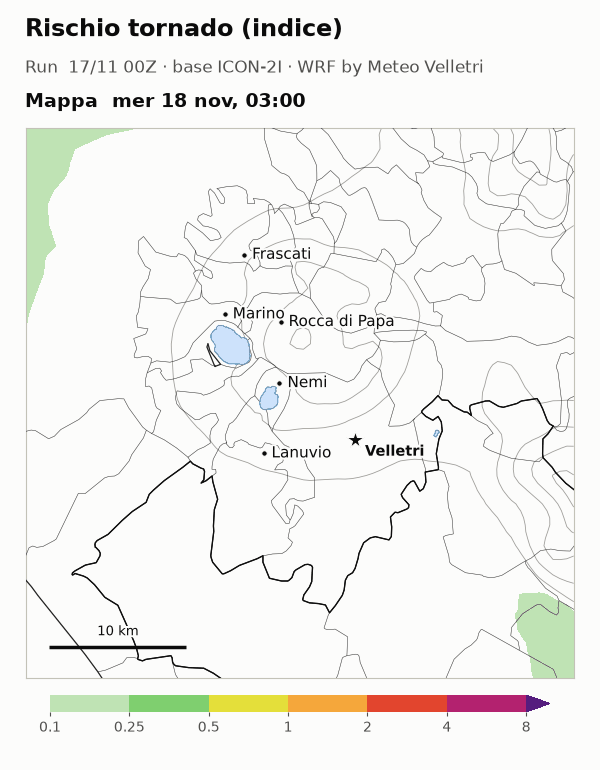 Rischio tornado (indice)
Run  17/11 00Z · base ICON-2I · WRF by Meteo Velletri
Mappa  mer 18 nov, 03:00
Frascati
Marino
Rocca di Papa
Nemi
Velletri
Lanuvio
10 km
0.1 0.25 0.5 1 2 4 8